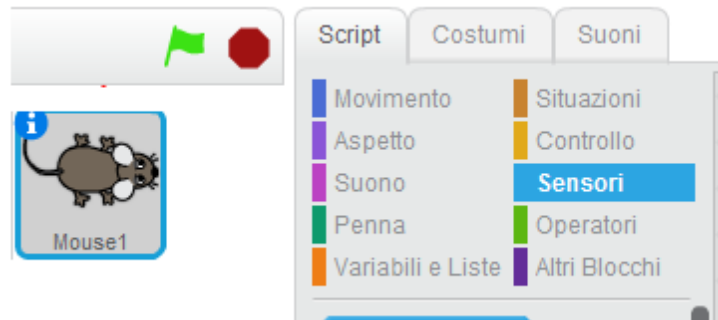 Script Costumi Suoni
Movimento Situazioni
Aspetto Controllo
Suono Sensori
Penna Operatori
Variabili e Liste Altri Blocchi
i
Mouse1